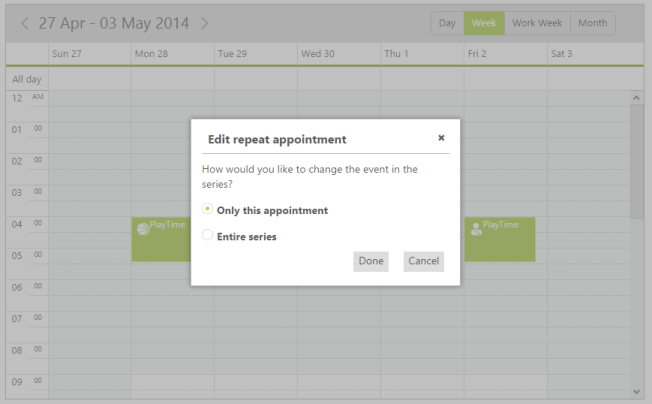 27 Apr - 03 May 2014
Day Week Work Week Month
Sun 27 Mon 28 Tue 29 Wed 30 Thu 1 Fri 2 Sat 3
All day
12 AM
01 00
02 00
03 00
04 00
05 00
07 00
08 00
09 00
PlayTime
PlayTime
Edit repeat appointment
How would you like to change the event in the
series?
Only this appointment
Entire series
Done Cancel